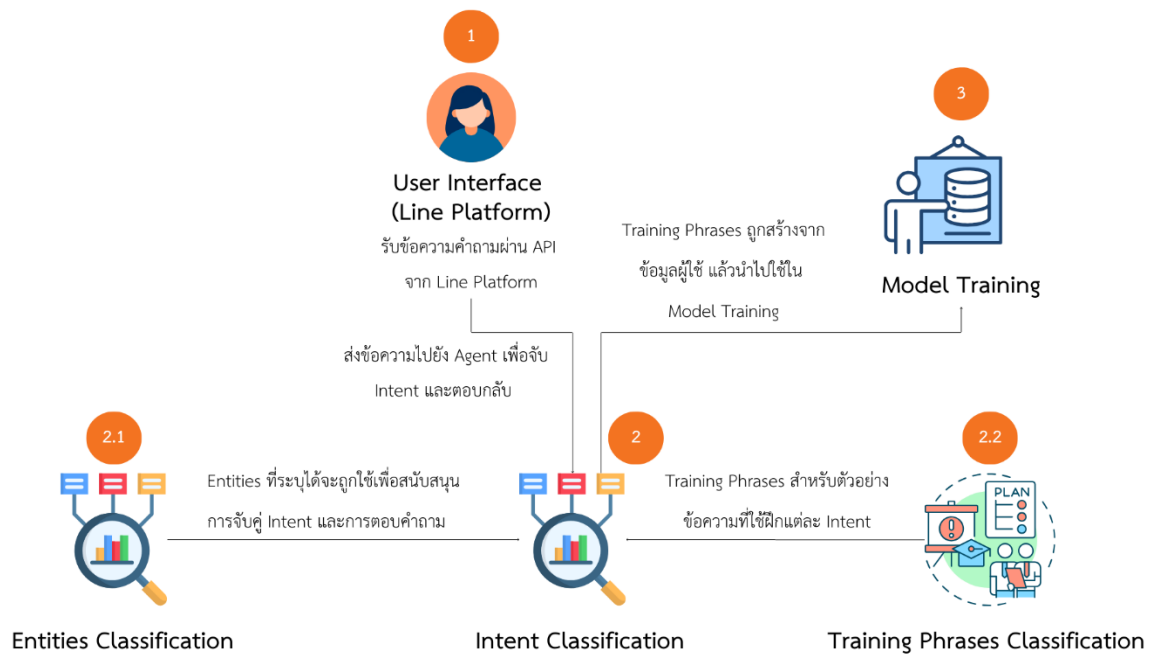 1
User Interface
(Line Platform)
รับข้อความคำถามผ่าน API
จาก Line Platform
3
Model Training
Training Phrases ถูกสร้างจาก
ข้อมูลผู้ใช้ แล้วนำไปใช้ใน
Model Training
ส่งข้อความไปยัง Agent เพื่อจับ
Intent และตอบกลับ
2.1
Entities ที่ระบุได้จะถูกใช้เพื่อสนับสนุน
การจับคู่ Intent และการตอบคำถาม
Entities Classification
2
Intent Classification
Training Phrases สำหรับตัวอย่าง
ข้อความที่ใช้ฝึกแต่ละ Intent
2.2
PLAN
Training Phrases Classification